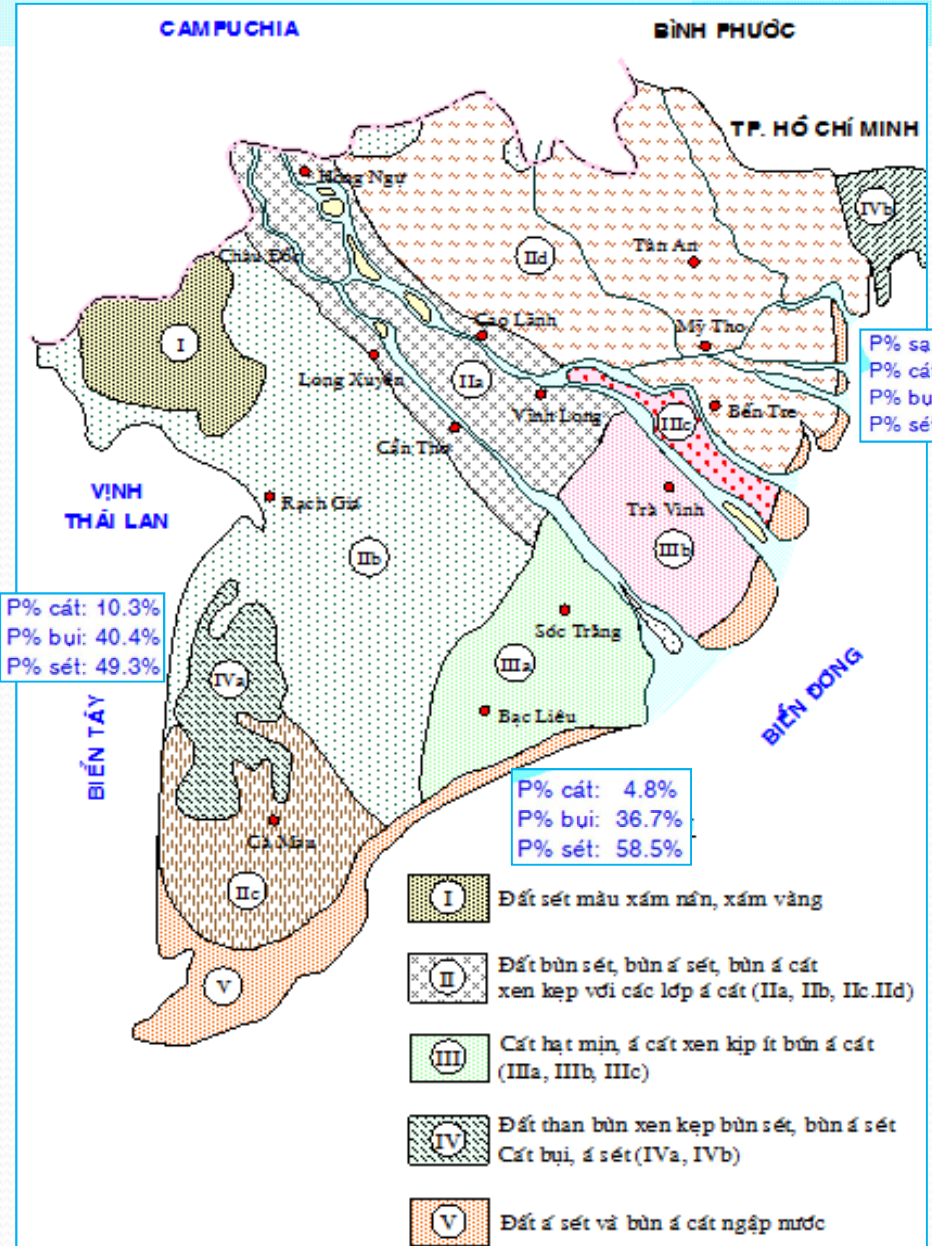 CAMPUCHIA
BÌNH PHƯỚC
TP. HỒ CHÍ MINH
Hồng Ngự
IVb
Châu Đốc
IId
Tân An
I
Cao Lãnh
Mỹ Tho
P% sạ
P% cát
P% bụ
P% sét
Long Xuyên
IIa
Vĩnh Long
IIIc
Bến Tre
Cần Thơ
VỊNH
THÁI LAN
Rạch Giá
Trà Vinh
IIb
IIIb
P% cát: 10.3%
P% bụi: 40.4%
P% sét: 49.3%
Sóc Trăng
IIIa
IVa
Bạc Liêu
BIỂN ĐÔNG
BIỂN TÂY
P% cát: 4.8%
P% bụi: 36.7%
P% sét: 58.5%
Cà Mau
IIc
V
I Đất sét màu xám nân, xám vàng
II Đất bùn sét, bùn á sét, bùn á cát
xen kẹp với các lớp á cát (IIa, IIb, IIc.IId)
III Cát hạt mịn, á cát xen kịp ít bùn á cát
(IIIa, IIIb, IIIc)
IV Đất than bùn xen kẹp bùn sét, bùn á sét
Cát bụi, á sét (IVa, IVb)
V Đất á sét và bùn á cát ngập nước